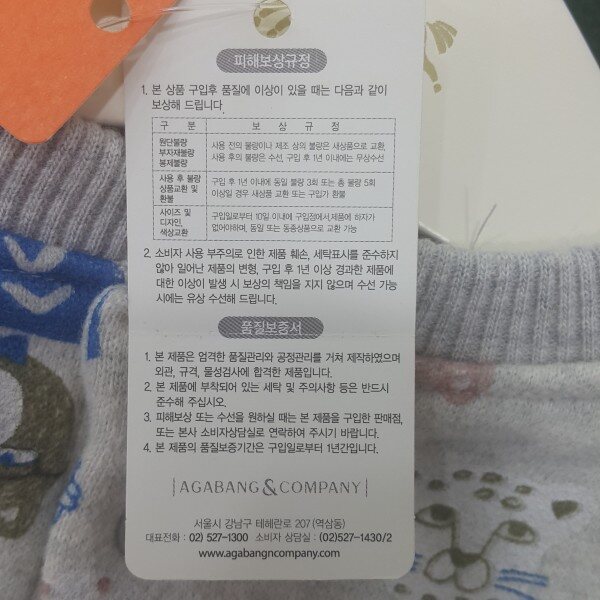 피해보상규정
1. 본 상품 구입후 품질에 이상이 있을 때는 다음과 같이
보상해 드립니다.
구 분 보 상 규 정
원단불량
부자재불량
봉제불량
사용 전의 불량이나 제조 상의 불량은 새상품으로 교환,
사용 후의 불량은 수선, 구입 후 1년 이내에는 무상수선
사용 후 불량
상품교환 및
환불
구입 후 1년 이내에 동일 불량 3회 또는 총 불량 5회
이상일 경우 새상품 교환 또는 구입가 환불
사이즈 및
디자인,
색상교환
구입일로부터 10일 이내에 구입점에서,제품에 하자가
없어야하며, 동일 또는 동종상품으로 교환 가능
2. 소비자 사용 부주의로 인한 제품 훼손, 세탁표시를 준수하지
않아 일어난 제품의 변형, 구입 후 1년 이상 경과한 제품에
대한 이상이 발생 시 보상의 책임을 지지 않으며 수선 가능
시에는 유상 수선해 드립니다.
품질보증서
1. 본 제품은 엄격한 품질관리와 공정관리를 거쳐 제작하였으며
외관, 규격, 물성검사에 합격한 제품입니다.
2. 본 제품에 부착되어 있는 세탁 및 주의사항 등은 반드시
준수해 주십시오.
3. 피해보상 또는 수선을 원하실 때는 본 제품을 구입한 판매점,
또는 본사 소비자상담실로 연락하여 주시기 바랍니다.
4. 본 제품의 품질보증기간은 구입일로부터 1년간입니다.
AGABANG&COMPANY
서울시 강남구 테헤란로 207 (역삼동)
대표전화 : 02) 527-1300 소비자 상담실 : (02)527-1430/2
www.agabangncompany.com